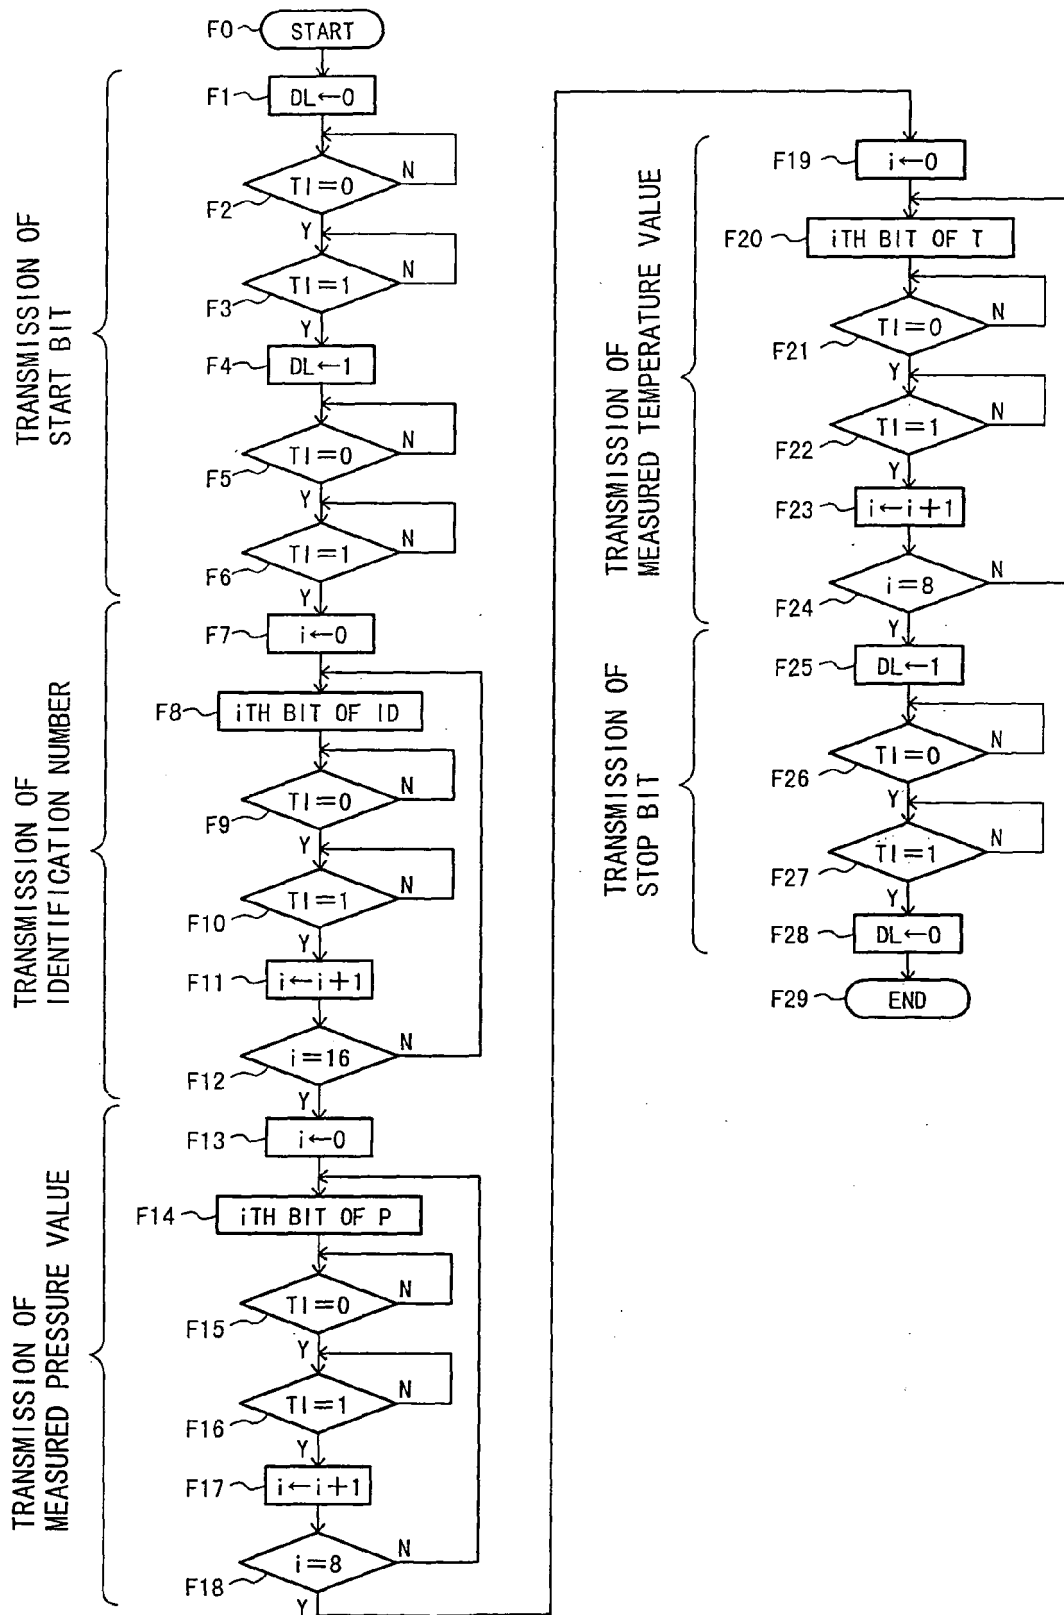 F0 START
TRANSMISSION OF
START BIT
F1 DL←0
F2 TI=0 N
Y
F3 TI=1 N
Y
F4 DL←1
F5 TI=0 N
Y
F6 TI=1 N
Y
TRANSMISSION OF
IDENTIFICATION NUMBER
F7 i←0
F8 iTH BIT OF ID
F9 TI=0 N
Y
F10 TI=1 N
Y
F11 i←i+1
F12 i=16 N
Y
TRANSMISSION OF
MEASURED PRESSURE VALUE
F13 i←0
F14 iTH BIT OF P
F15 TI=0 N
Y
F16 TI=1 N
Y
F17 i←i+1
F18 i=8 N
Y
TRANSMISSION OF
MEASURED TEMPERATURE VALUE
F19 i←0
F20 iTH BIT OF T
F21 TI=0 N
Y
F22 TI=1 N
Y
F23 i←i+1
F24 i=8 N
Y
TRANSMISSION OF
STOP BIT
F25 DL←1
F26 TI=0 N
Y
F27 TI=1 N
Y
F28 DL←0
F29 END